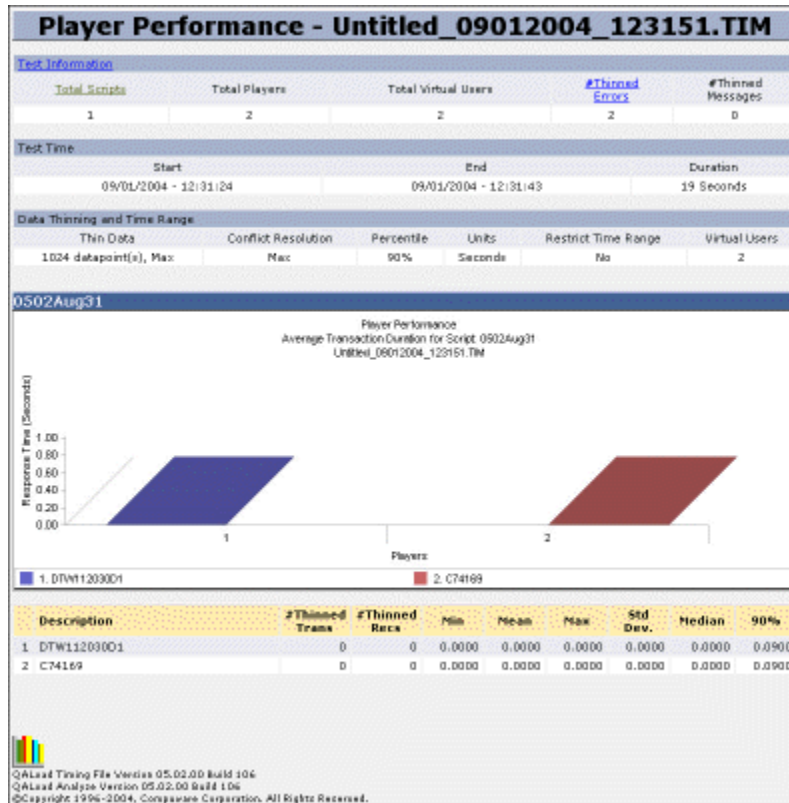 Player Performance - Untitled_09012004_123151.TIM
Test Information
Total Scripts Total Players Total Virtual Users #Thinned Errors #Thinned Messages
1 2 2 2 0
Test Time
Start End Duration
09/01/2004 - 12:31:24 09/01/2004 - 12:31:43 19 Seconds
Data Thinning and Time Range
Thin Data Conflict Resolution Percentile Units Restrict Time Range Virtual Users
1024 datapoint(s), Max Max 90% Seconds No 2
0502Aug31
Player Performance
Average Transaction Duration for Script: 0502Aug31
Untitled_09012004_123151.TIM
Response Time (Seconds)
1.00
0.80
0.60
0.40
0.20
0.00
1 2
Players
1. DTW112030D1 2. C74169
Description #Thinned Trans #Thinned Recs Min Mean Max Std Dev. Median 90%
1 DTW112030D1 0 0 0.0000 0.0000 0.0000 0.0000 0.0000 0.0900
2 C74169 0 0 0.0000 0.0000 0.0000 0.0000 0.0000 0.0900
QALoad Timing File Version 05.02.00 Build 106
QALoad Analyze Version 05.02.00 Build 106
©Copyright 1996-2004, Compuware Corporation. All Rights Reserved.